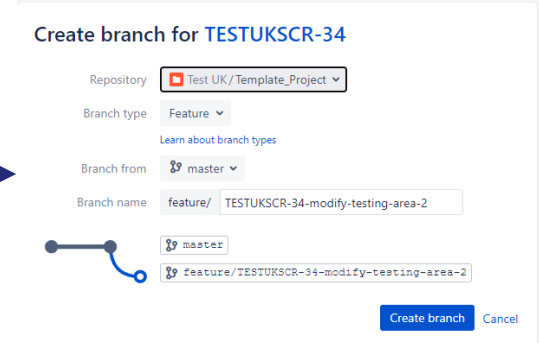 Create branch for TESTUKSCR-34
Repository Test UK/Template_Project
Branch type Feature
Learn about branch types
Branch from master
Branch name feature/ TESTUKSCR-34-modify-testing-area-2
master
feature/TESTUKSCR-34-modify-testing-area-2
Create branch Cancel